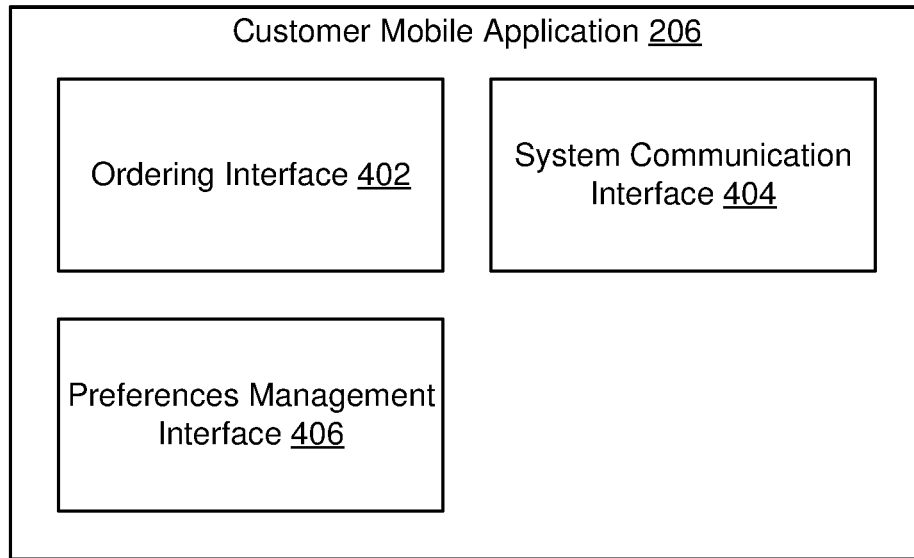 Customer Mobile Application 206
Ordering Interface 402
System Communication
Interface 404
Preferences Management
Interface 406